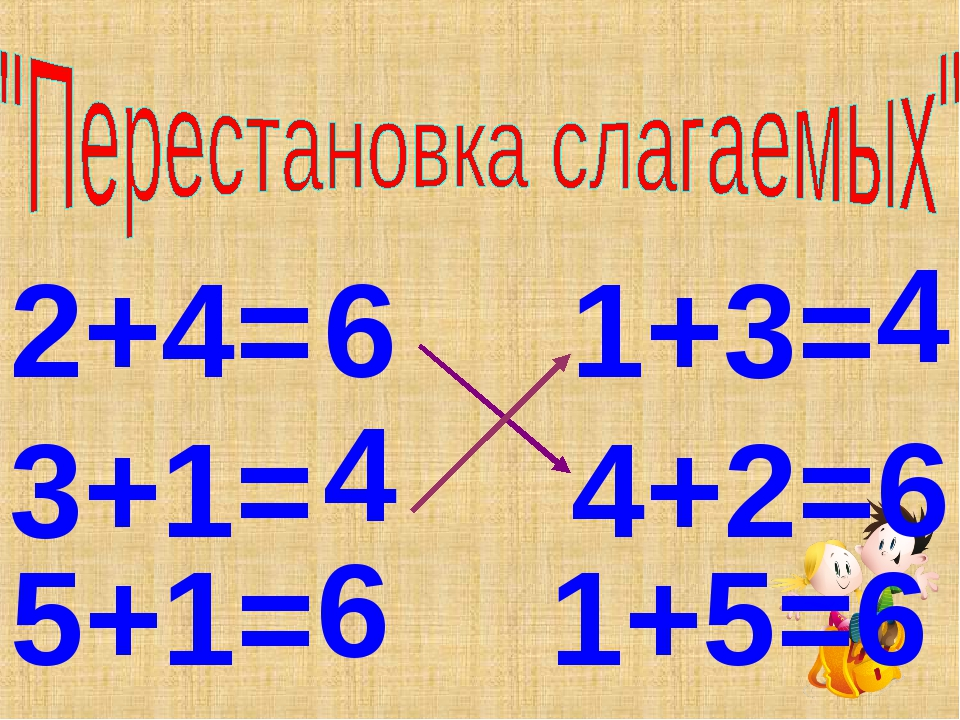 "Перестановка слагаемых"
2+4=6 1+3=4
3+1=4 4+2=6
5+1=6 1+5=6